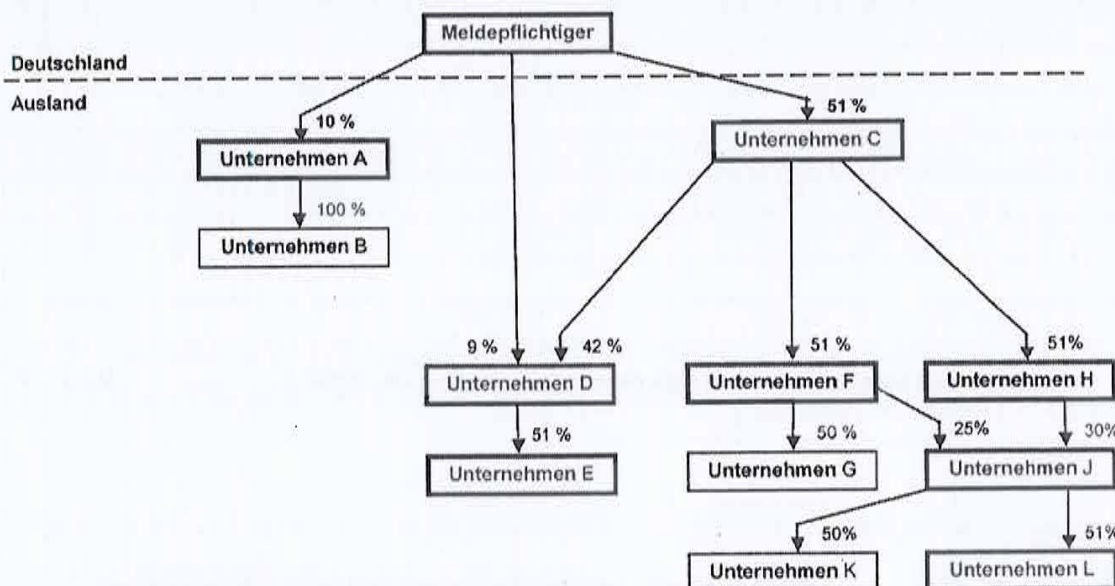 Meldepflichtiger
Deutschland
Ausland
10 %
51 %
Unternehmen A
Unternehmen C
100 %
Unternehmen B
9 %
42 %
51 %
51%
Unternehmen D
Unternehmen F
Unternehmen H
51 %
50 %
25%
30%
Unternehmen E
Unternehmen G
Unternehmen J
50%
51%
Unternehmen K
Unternehmen L